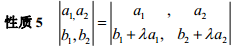 性质 5 |a₁,a₂ b₁,b₂| = |a₁ , a₂ b₁+λa₁, b₂+λa₂|